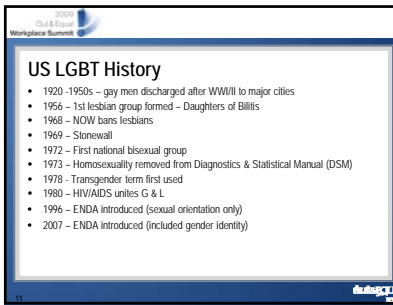 2009
Out & Equal
Workplace Summit
US LGBT History
• 1920 -1950s – gay men discharged after WWI/II to major cities
• 1956 – 1st lesbian group formed – Daughters of Bilitis
• 1968 – NOW bans lesbians
• 1969 – Stonewall
• 1972 – First national bisexual group
• 1973 – Homosexuality removed from Diagnostics & Statistical Manual (DSM)
• 1978 - Transgender term first used
• 1980 – HIV/AIDS unites G & L
• 1996 – ENDA introduced (sexual orientation only)
• 2007 – ENDA introduced (included gender identity)
11